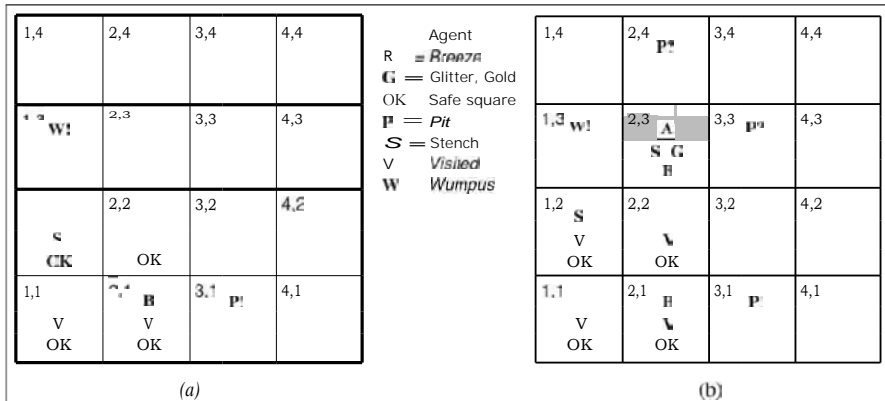 1,4 2,4 3,4 4,4
W!
2,3 3,3 4,3
2,2 3,2 4,2
S
CK OK
1,1 B 3,1 P! 4,1
V V
OK OK
(a)
Agent
R = Breeze
G = Glitter, Gold
OK Safe square
P = Pit
S = Stench
V Visited
W Wumpus
1,4 2,4 3,4 4,4
P?
1,3 W! 2,3 A 3,3 P? 4,3
S G
1,2 S 2,2 3,2 4,2
V V
OK OK
1,1 2,1 3,1 P 4,1
V V
OK OK
(b)